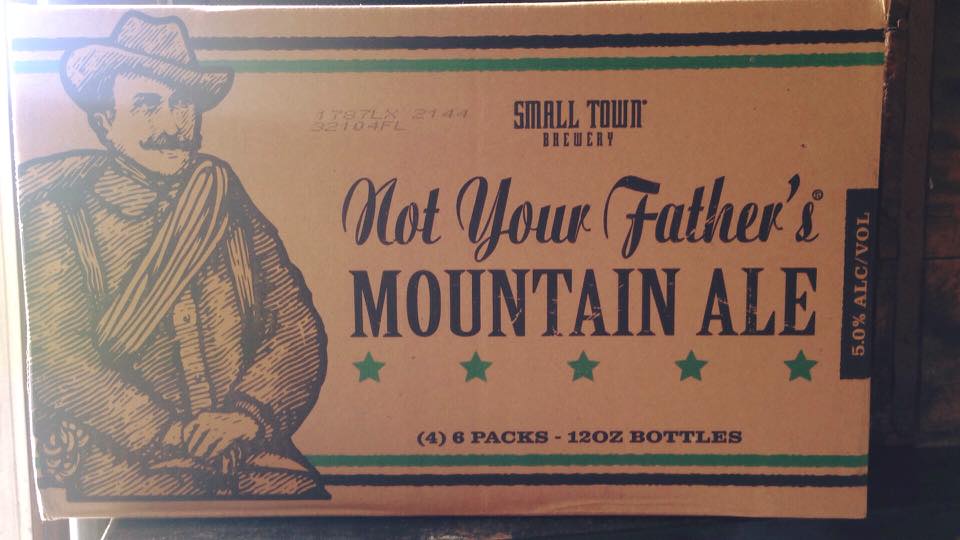 1787LX 2144
32104FL
SMALL TOWN
BREWERY
Not Your Father's®
MOUNTAIN ALE
5.0% ALC/VOL
(4) 6 PACKS - 12OZ BOTTLES